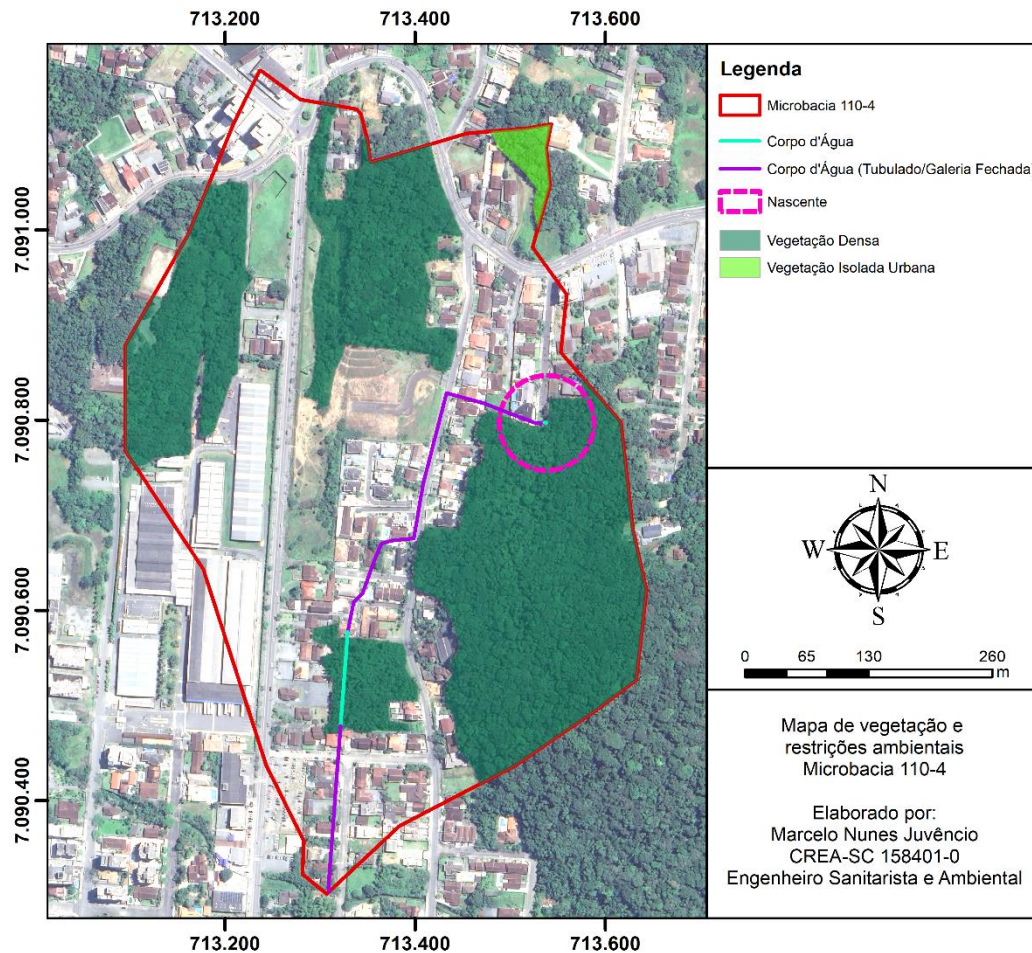 713.200
713.400
713.600
7.091.000
7.090.800
7.090.600
7.090.400
713.200
713.400
713.600
Legenda
Microbacia 110-4
Corpo d'Água
Corpo d'Água (Tubulado/Galeria Fechada
Nascente
Vegetação Densa
Vegetação Isolada Urbana
N
W
E
S
0 65 130 260
m
Mapa de vegetação e
restrições ambientais
Microbacia 110-4
Elaborado por:
Marcelo Nunes Juvêncio
CREA-SC 158401-0
Engenheiro Sanitarista e Ambiental